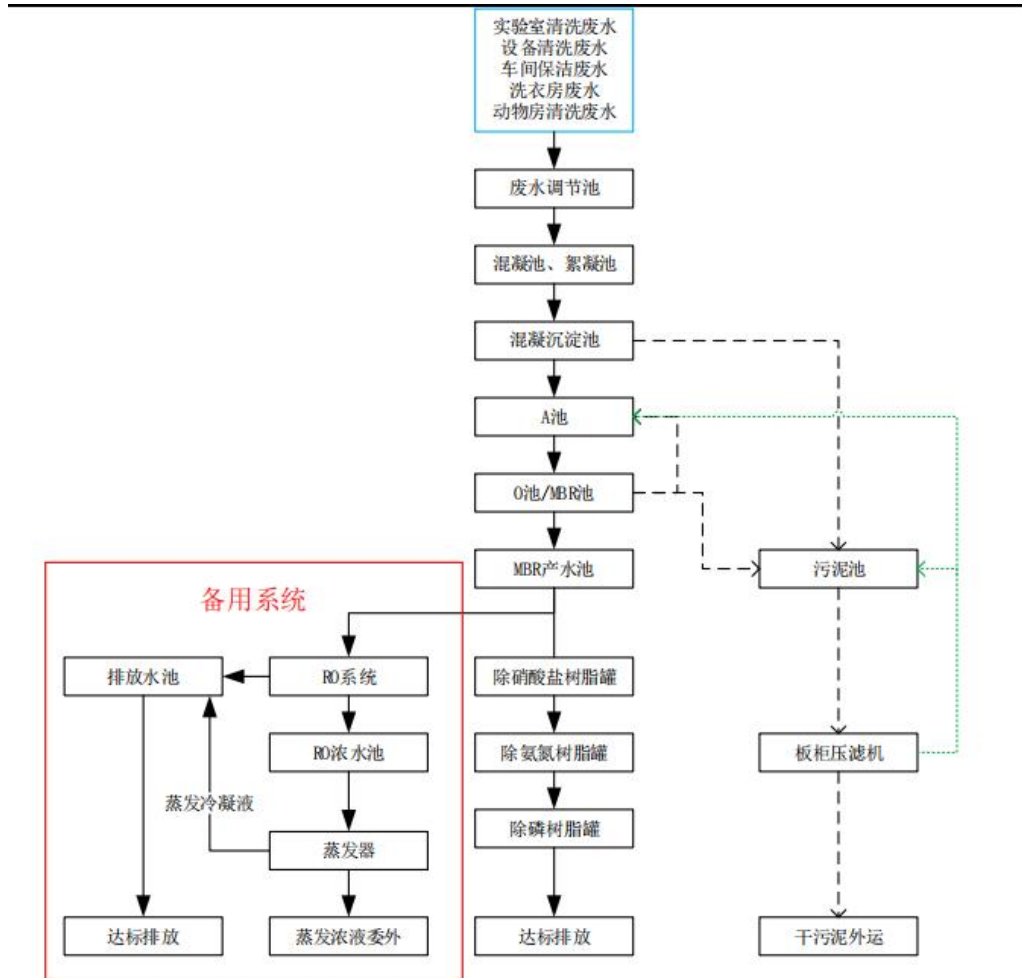 实验室清洗废水
设备清洗废水
车间保洁废水
洗衣房废水
动物房清洗废水
废水调节池
混凝池、絮凝池
混凝沉淀池
A池
O池/MBR池
MBR产水池
污泥池
备用系统
排放水池
RO系统
除硝酸盐树脂罐
RO浓水池
除氨氮树脂罐
板柜压滤机
蒸发冷凝液
蒸发器
除磷树脂罐
达标排放
蒸发浓液委外
达标排放
干污泥外运